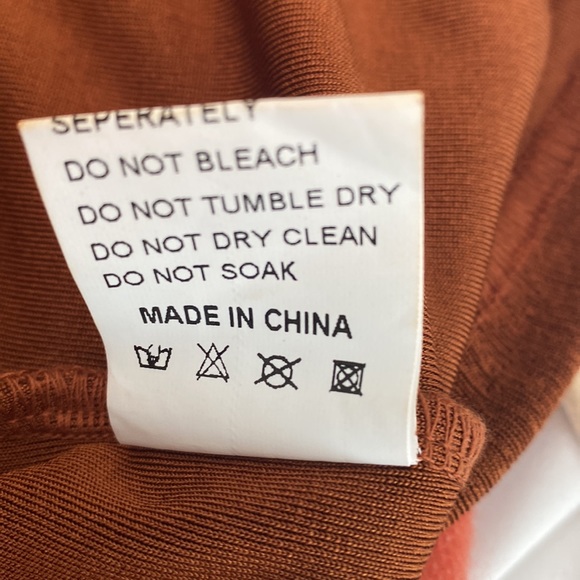 SEPERATELY
DO NOT BLEACH
DO NOT TUMBLE DRY
DO NOT DRY CLEAN
DO NOT SOAK
MADE IN CHINA